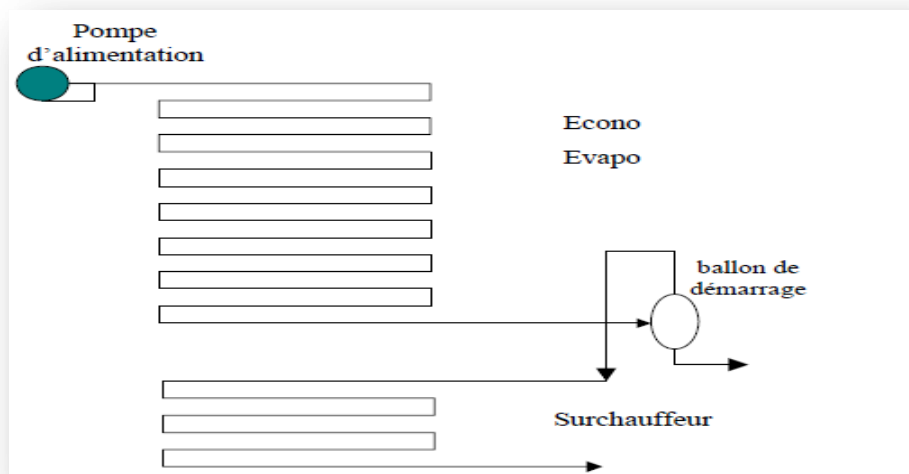 Pompe
d'alimentation
Econo
Evapo
ballon de
démarrage
Surchauffeur